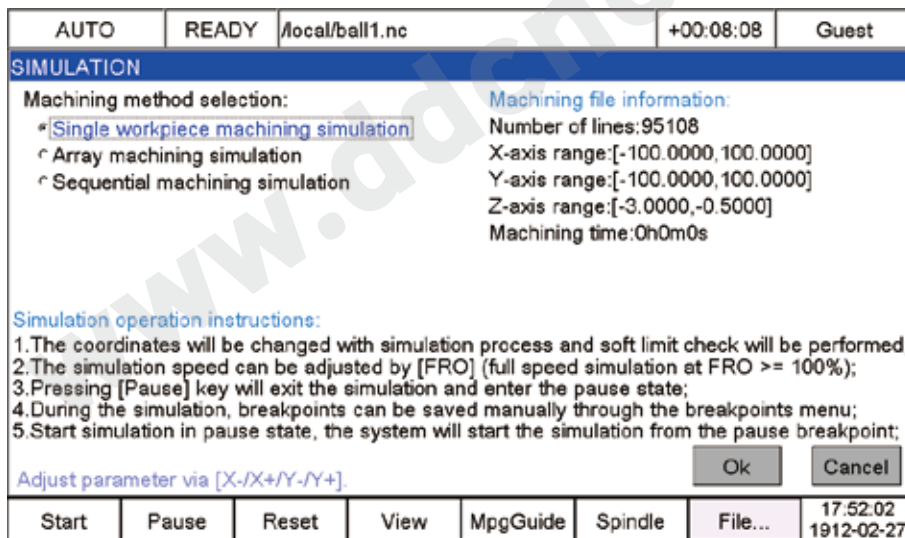 AUTO READY /local/ball1.nc +00:08:08 Guest
SIMULATION
Machining method selection:
Single workpiece machining simulation
Array machining simulation
Sequential machining simulation
Machining file information:
Number of lines:95108
X-axis range:[-100.0000,100.0000]
Y-axis range:[-100.0000,100.0000]
Z-axis range:[-3.0000,-0.5000]
Machining time:0h0m0s
Simulation operation instructions:
1.The coordinates will be changed with simulation process and soft limit check will be performed
2.The simulation speed can be adjusted by [FRO] (full speed simulation at FRO >= 100%);
3.Pressing [Pause] key will exit the simulation and enter the pause state;
4.During the simulation, breakpoints can be saved manually through the breakpoints menu;
5.Start simulation in pause state, the system will start the simulation from the pause breakpoint;
Adjust parameter via [X-/X+/Y-/Y+].
Ok Cancel
Start Pause Reset View MpgGuide Spindle File... 17:52:02
1912-02-27
www.ddcnc